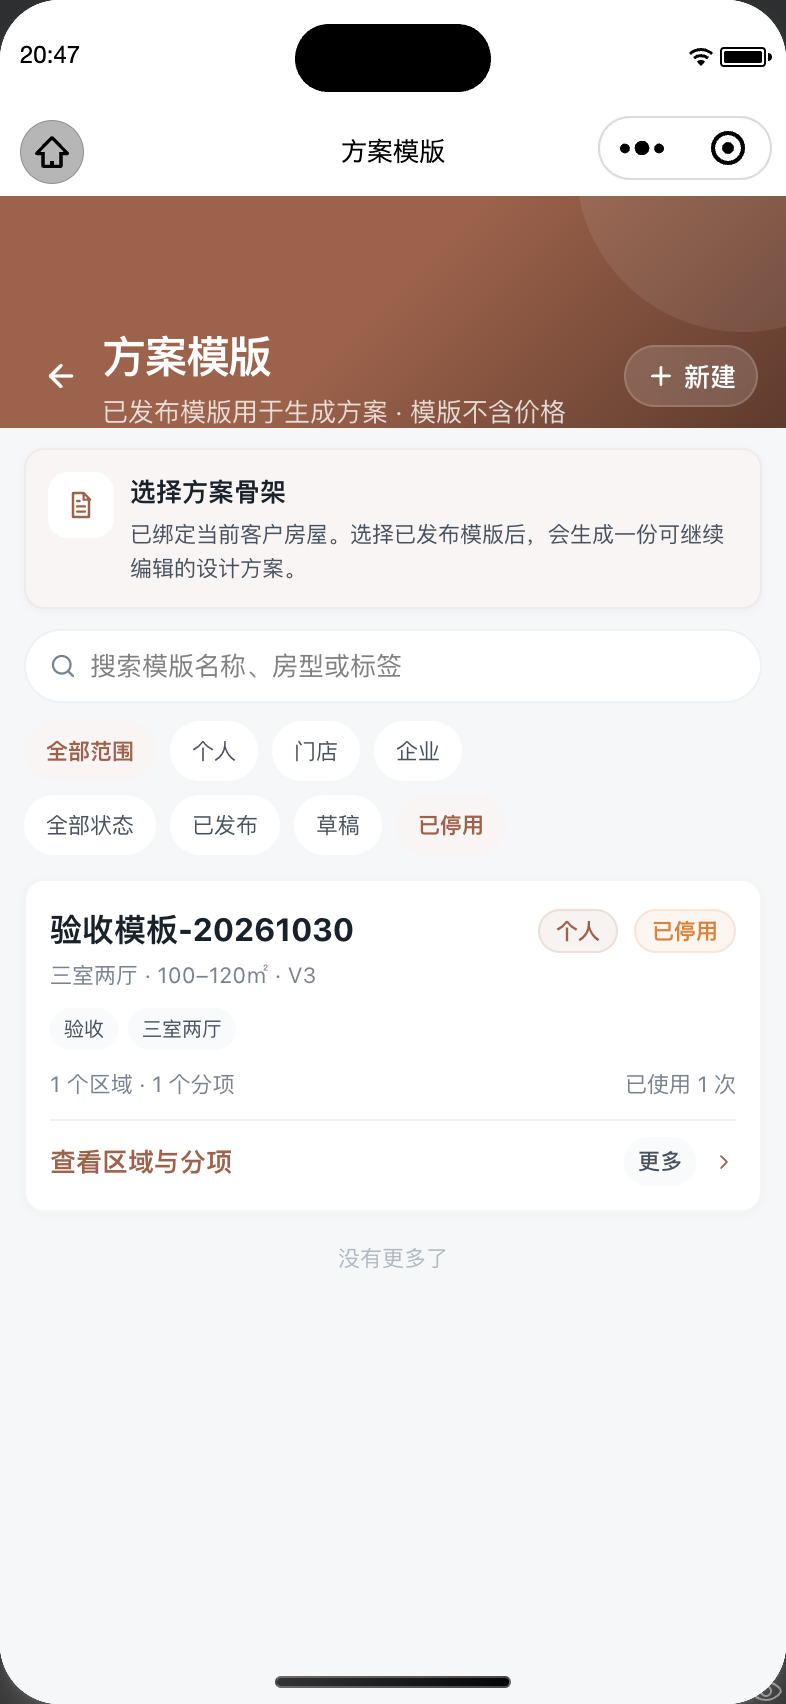 20:47
方案模版
方案模版
已发布模版用于生成方案 · 模版不含价格
新建
选择方案骨架
已绑定当前客户房屋。选择已发布模版后，会生成一份可继续
编辑的设计方案。
搜索模版名称、房型或标签
全部范围 个人 门店 企业
全部状态 已发布 草稿 已停用
验收模板-20261030 个人 已停用
三室两厅 · 100–120㎡ · V3
验收 三室两厅
1 个区域 · 1 个分项 已使用 1 次
查看区域与分项 更多
没有更多了